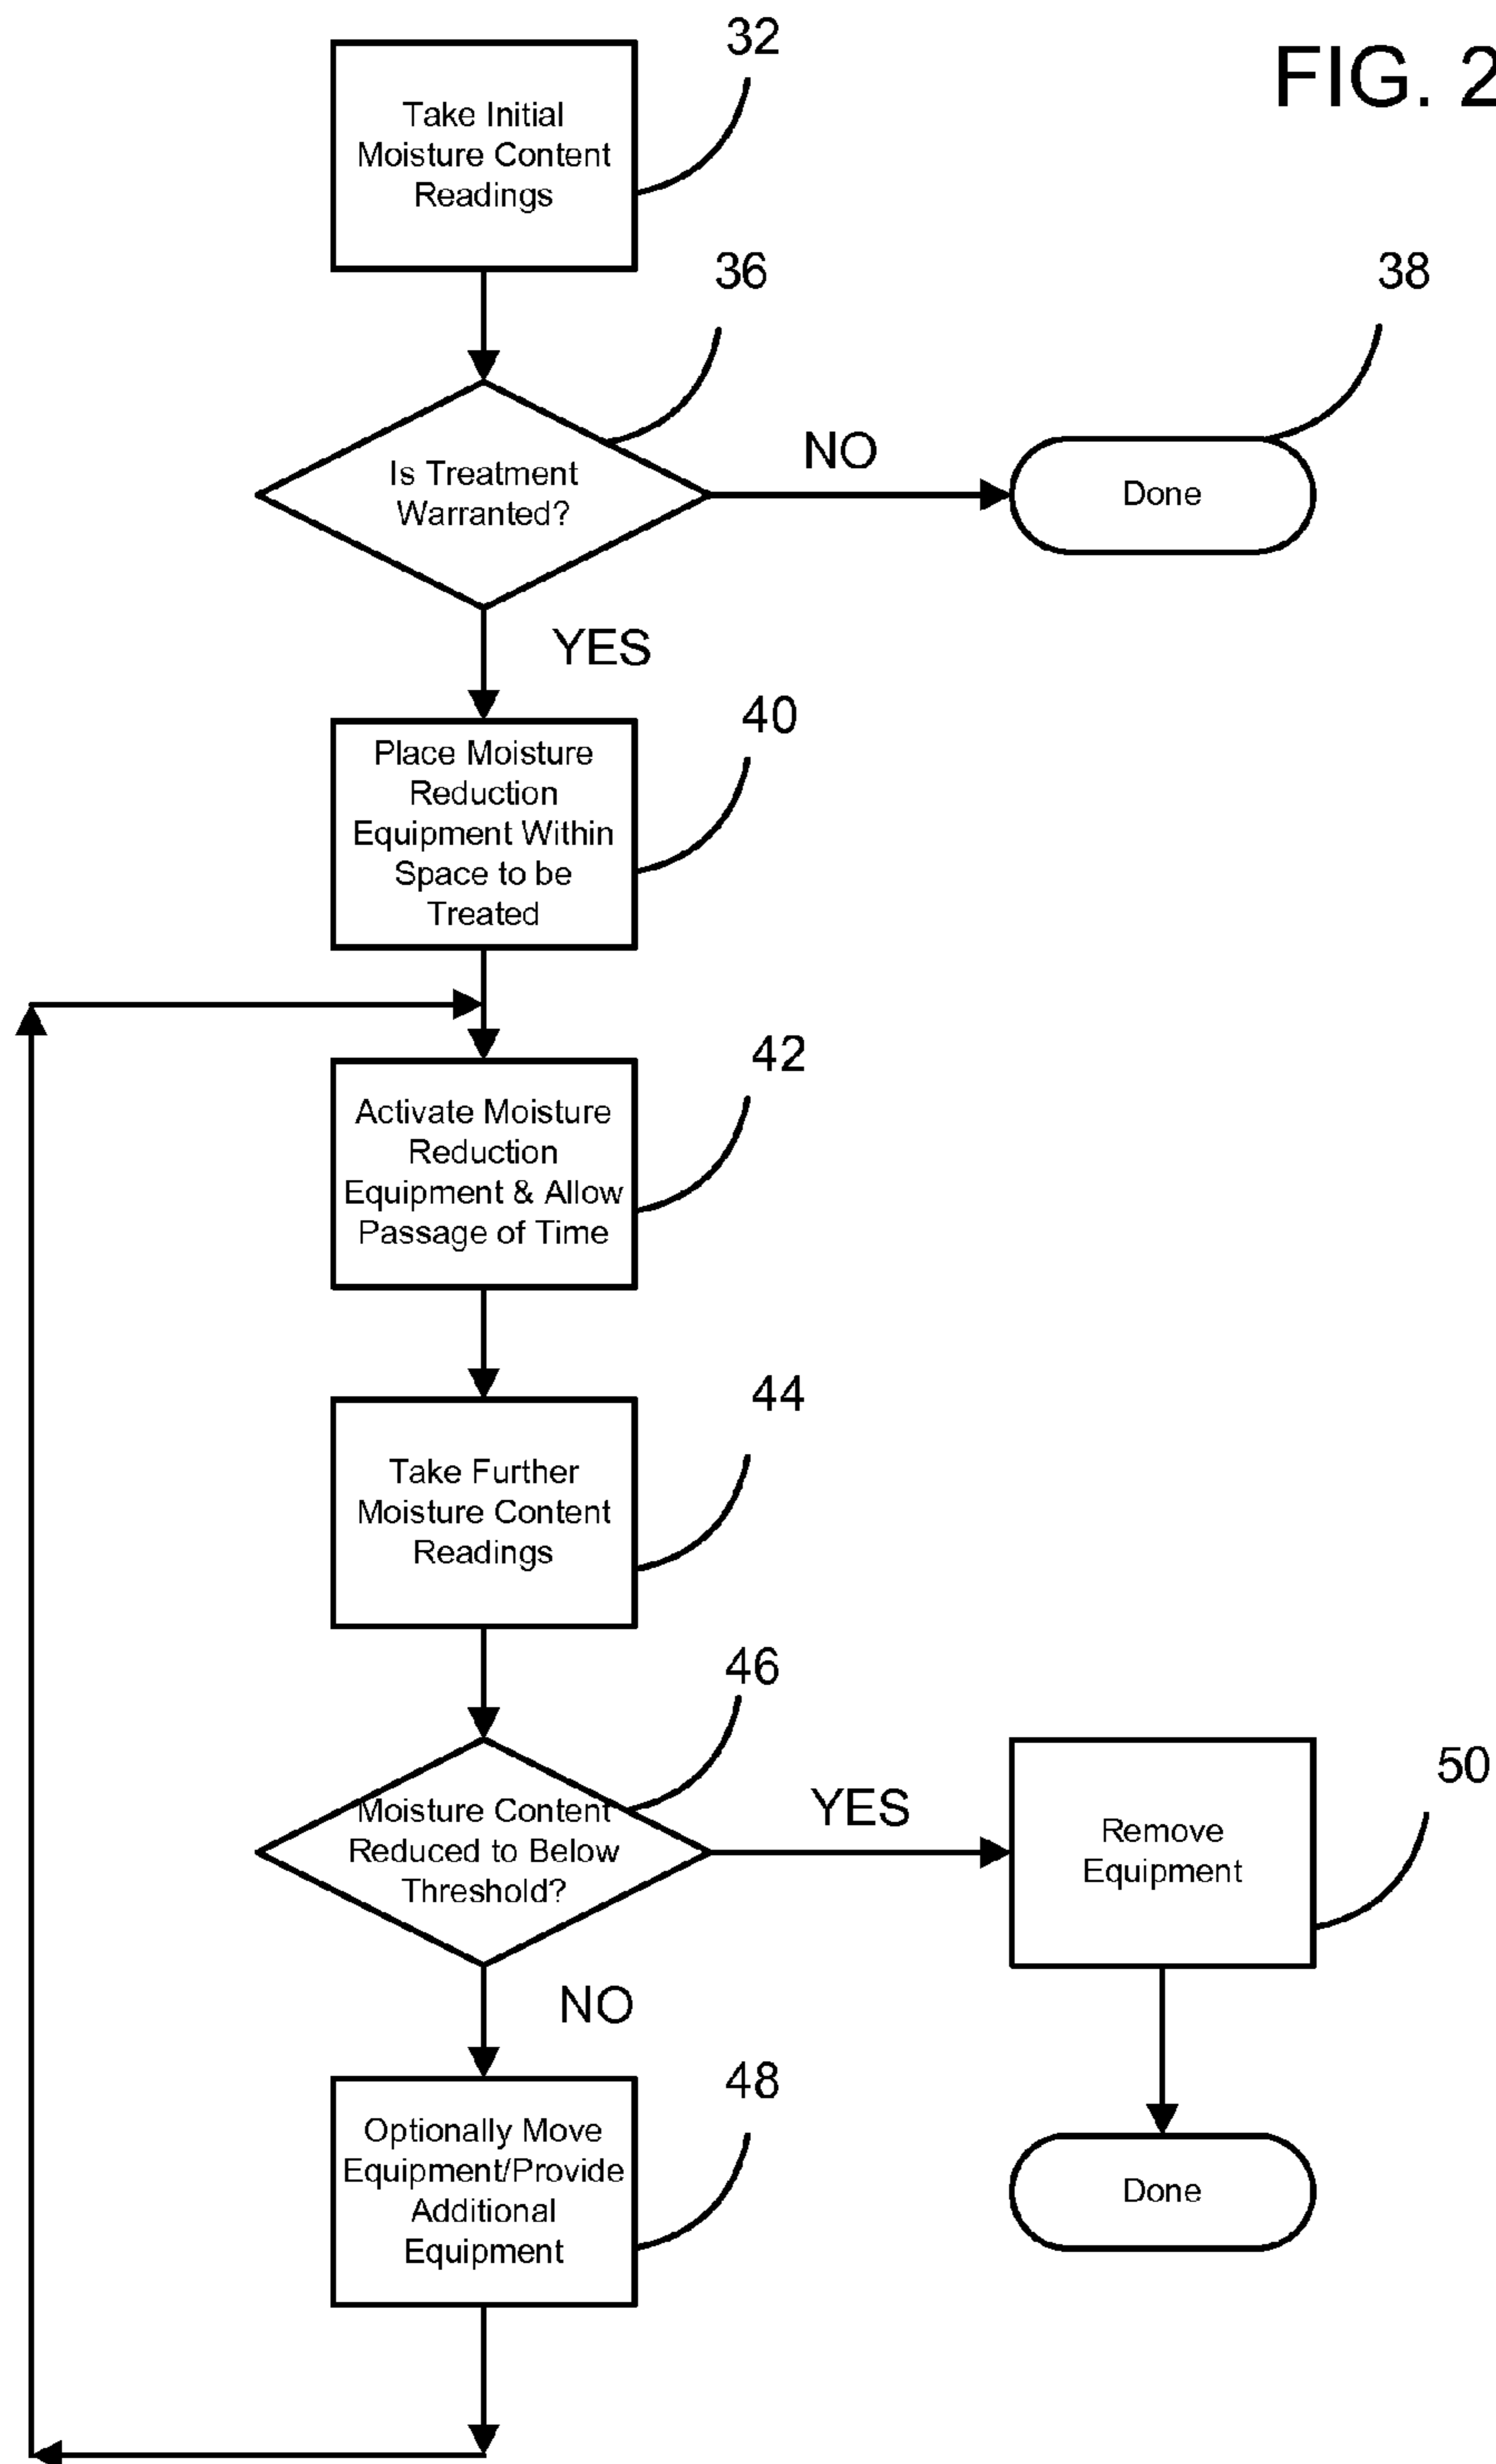 32
FIG. 2
Take Initial
Moisture Content
Readings
36
38
Is Treatment
Warranted?
NO
Done
YES
40
Place Moisture
Reduction
Equipment Within
Space to be
Treated
42
Activate Moisture
Reduction
Equipment & Allow
Passage of Time
44
Take Further
Moisture Content
Readings
46
Moisture Content
Reduced to Below
Threshold?
YES
50
Remove
Equipment
NO
48
Optionally Move
Equipment/Provide
Additional
Equipment
Done